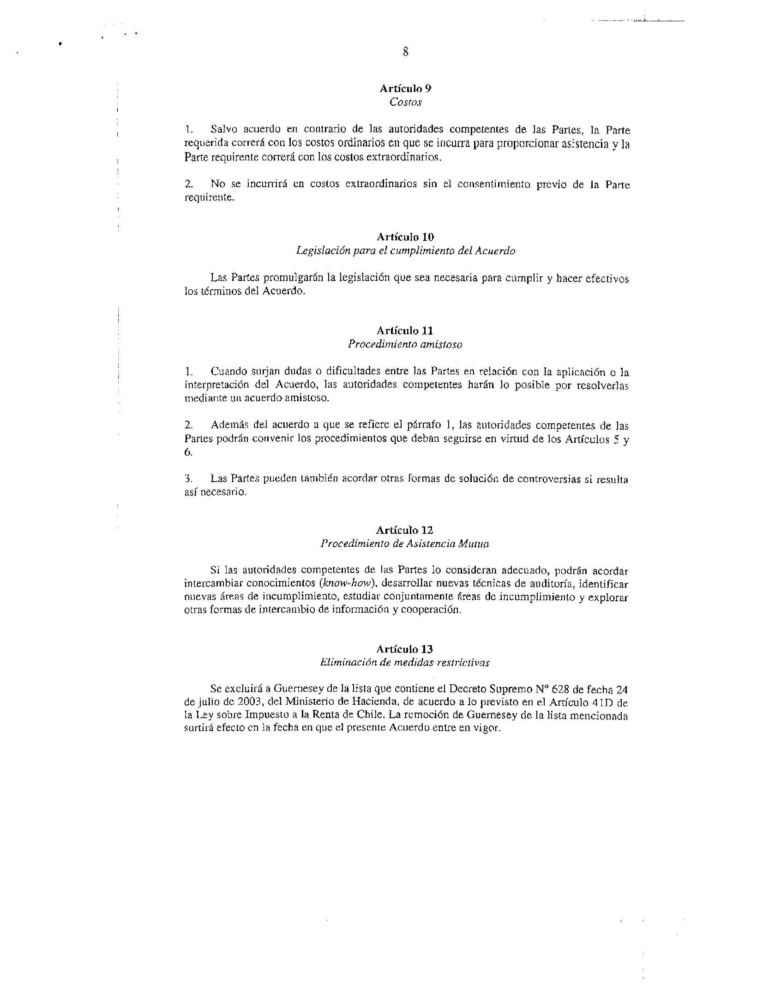 8
Artículo 9
Costos
1. Salvo acuerdo en contrario de las autoridades competentes de las Partes, la Parte
requerida correrá con los costos ordinarios en que se incurra para proporcionar asistencia y la
Parte requirente correrá con los costos extraordinarios.
2. No se incurrirá en costos extraordinarios sin el consentimiento previo de la Parte
requirente.
Artículo 10
Legislación para el cumplimiento del Acuerdo
Las Partes promulgarán la legislación que sea necesaria para cumplir y hacer efectivos
los términos del Acuerdo.
Artículo 11
Procedimiento amistoso
1. Cuando surjan dudas o dificultades entre las Partes en relación con la aplicación o la
interpretación del Acuerdo, las autoridades competentes harán lo posible por resolverlas
mediante un acuerdo amistoso.
2. Además del acuerdo a que se refiere el párrafo 1, las autoridades competentes de las
Partes podrán convenir los procedimientos que deban seguirse en virtud de los Artículos 5 y
6.
3. Las Partes pueden también acordar otras formas de solución de controversias si resulta
así necesario.
Artículo 12
Procedimiento de Asistencia Mutua
Si las autoridades competentes de las Partes lo consideran adecuado, podrán acordar
intercambiar conocimientos (know-how), desarrollar nuevas técnicas de auditoría, identificar
nuevas áreas de incumplimiento, estudiar conjuntamente áreas de incumplimiento y explorar
otras formas de intercambio de información y cooperación.
Artículo 13
Eliminación de medidas restrictivas
Se excluirá a Guernesey de la lista que contiene el Decreto Supremo N° 628 de fecha 24
de julio de 2003, del Ministerio de Hacienda, de acuerdo a lo previsto en el Artículo 41D de
la Ley sobre Impuesto a la Renta de Chile. La remoción de Guernesey de la lista mencionada
surtirá efecto en la fecha en que el presente Acuerdo entre en vigor.